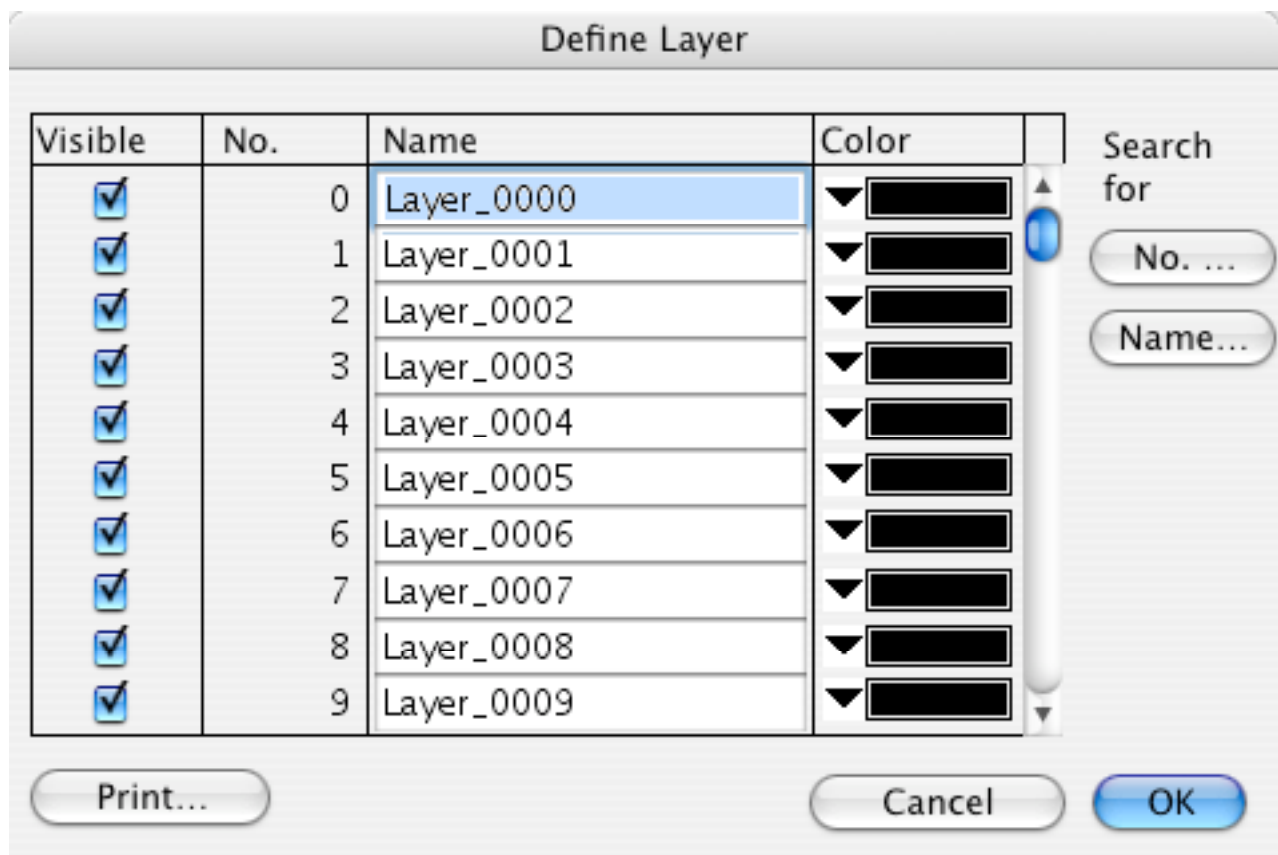 Define Layer
Visible No. Name Color
Search
for
0 Layer_0000
1 Layer_0001
No. ...
2 Layer_0002
Name...
3 Layer_0003
4 Layer_0004
5 Layer_0005
6 Layer_0006
7 Layer_0007
8 Layer_0008
9 Layer_0009
Print... Cancel OK